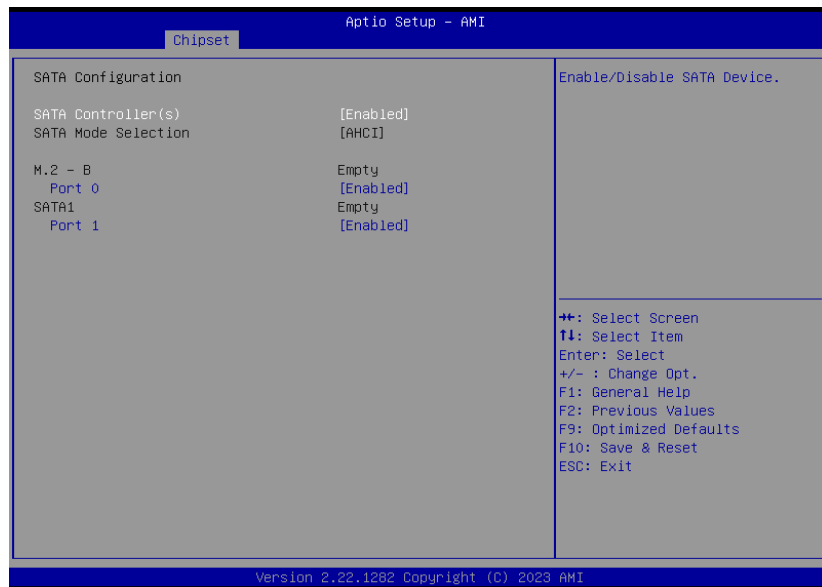 Aptio Setup – AMI
Chipset
SATA Configuration
SATA Controller(s) [Enabled]
SATA Mode Selection [AHCI]
M.2 – B Empty
Port 0 [Enabled]
SATA1 Empty
Port 1 [Enabled]
Enable/Disable SATA Device.
→←: Select Screen
↑↓: Select Item
Enter: Select
+/- : Change Opt.
F1: General Help
F2: Previous Values
F9: Optimized Defaults
F10: Save & Reset
ESC: Exit
Version 2.22.1282 Copyright (C) 2023 AMI